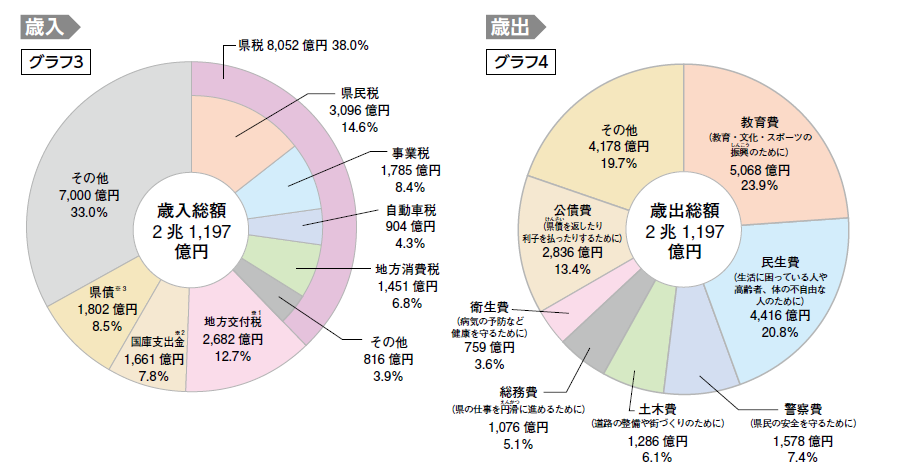 歳入
グラフ3
県税 8,052 億円 38.0%
県民税
3,096 億円
14.6%
事業税
1,785 億円
8.4%
自動車税
904 億円
4.3%
地方消費税
1,451 億円
6.8%
その他
816 億円
3.9%
地方交付税※1
2,682 億円
12.7%
国庫支出金※2
1,661 億円
7.8%
県債※3
1,802 億円
8.5%
その他
7,000 億円
33.0%
歳入総額
2 兆 1,197
億円
歳出
グラフ4
教育費
(教育・文化・スポーツの
しんこう
振興のために)
5,068 億円
23.9%
民生費
(生活に困っている人や
高齢者、体の不自由な
人のために)
4,416 億円
20.8%
警察費
(県民の安全を守るために)
1,578 億円
7.4%
土木費
(道路の整備や街づくりのために)
1,286 億円
6.1%
総務費
えんかつ
(県の仕事を円滑に進めるために)
1,076 億円
5.1%
衛生費
(病気の予防など
健康を守るために)
759 億円
3.6%
公債費
けんさい
(県債を返したり
利子を払ったりするために)
2,836 億円
13.4%
その他
4,178 億円
19.7%
歳出総額
2 兆 1,197
億円